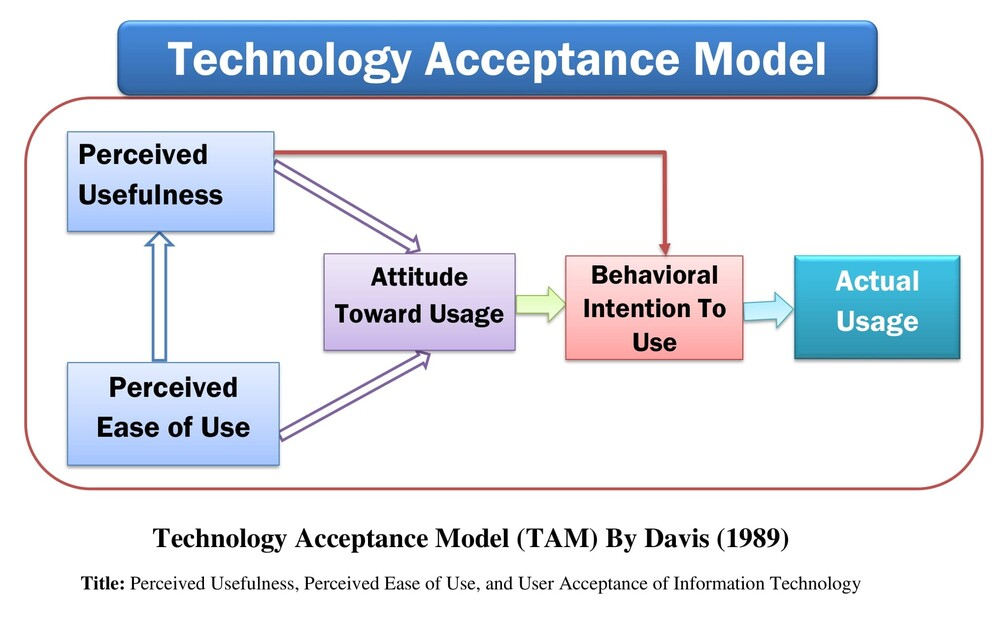 Technology Acceptance Model
Perceived
Usefulness
Attitude
Toward Usage
Behavioral
Intention To
Use
Actual
Usage
Perceived
Ease of Use
Technology Acceptance Model (TAM) By Davis (1989)
Title: Perceived Usefulness, Perceived Ease of Use, and User Acceptance of Information Technology